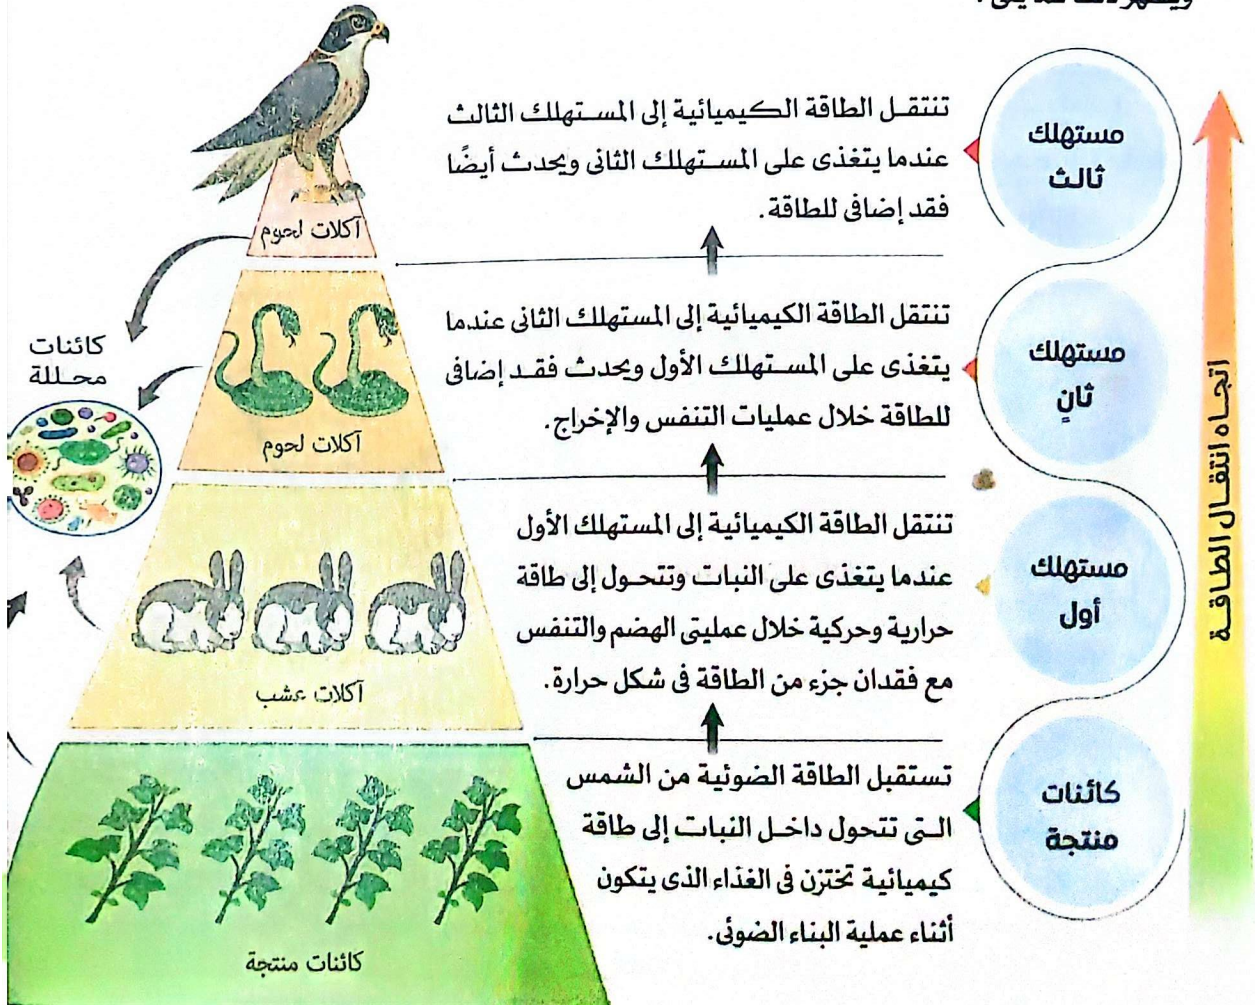 مستهلك
ثالث
تنتقل الطاقة الكيميائية إلى المستهلك الثالث
عندما يتغذى على المستهلك الثانى ويحدث أيضًا
فقد إضافى للطاقة.
آكلات لحوم
مستهلك
ثانٍ
تنتقل الطاقة الكيميائية إلى المستهلك الثانى عندما
يتغذى على المستهلك الأول ويحدث فقد إضافى
للطاقة خلال عمليات التنفس والإخراج.
آكلات لحوم
كائنات
محللة
مستهلك
أول
تنتقل الطاقة الكيميائية إلى المستهلك الأول
عندما يتغذى على النبات وتتحول إلى طاقة
حرارية وحركية خلال عمليتى الهضم والتنفس
مع فقدان جزء من الطاقة فى شكل حرارة.
آكلات عشب
كائنات
منتجة
تستقبل الطاقة الضوئية من الشمس
التى تتحول داخل النبات إلى طاقة
كيميائية تختزن فى الغذاء الذى يتكون
أثناء عملية البناء الضوئى.
كائنات منتجة
اتجاه انتقال الطاقة